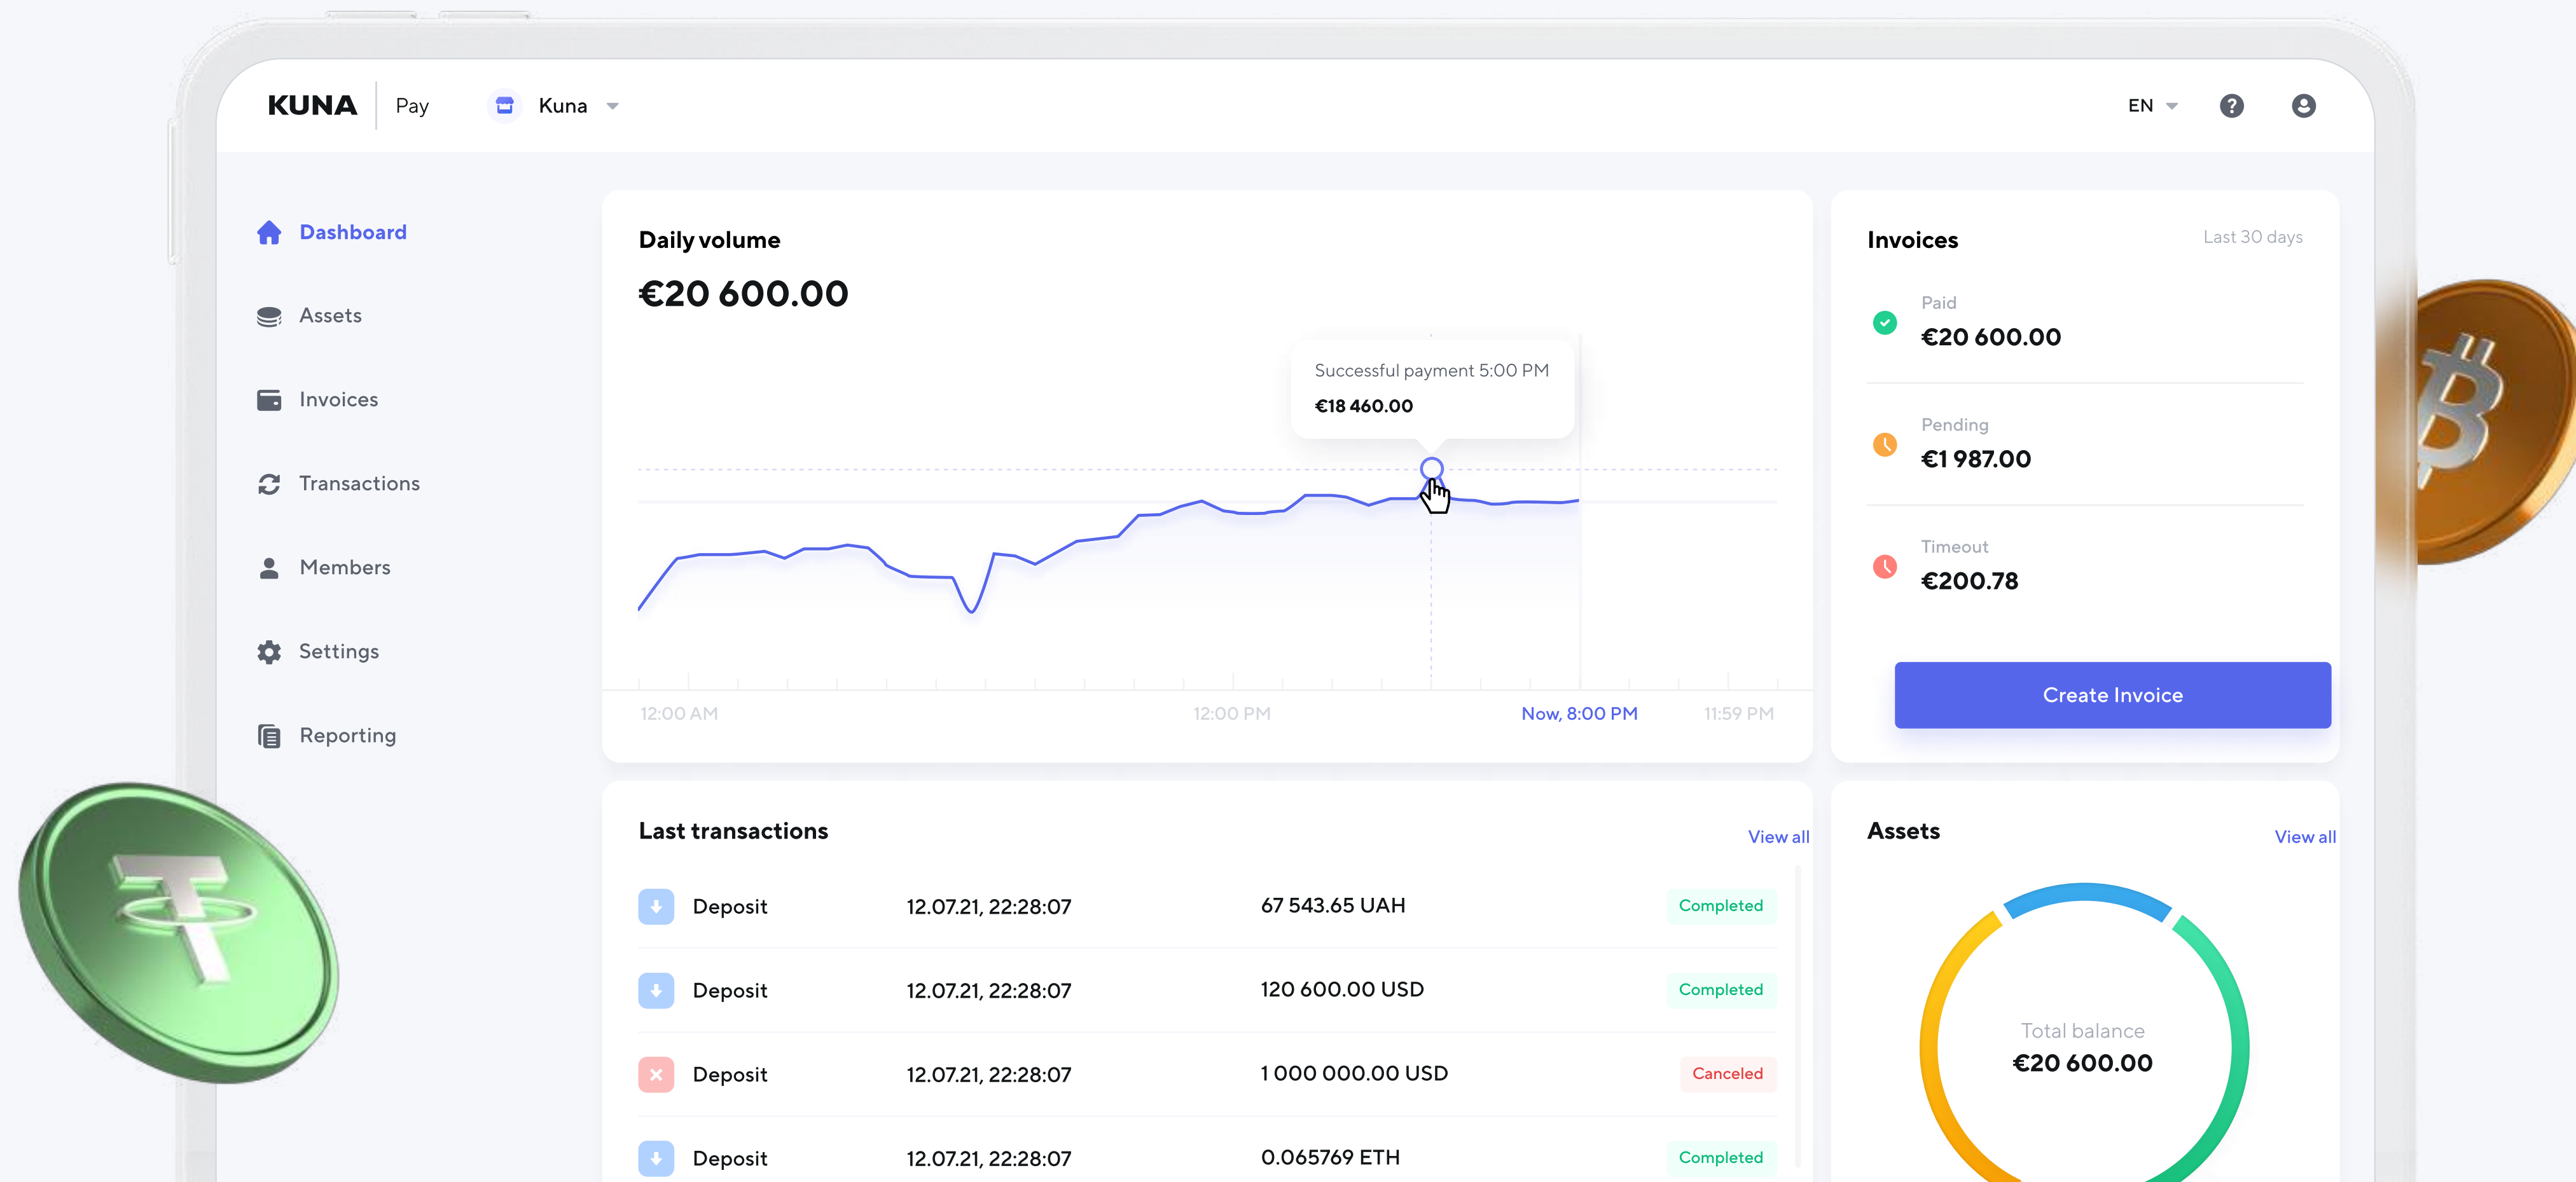 KUNA Pay Kuna EN
Dashboard
Assets
Invoices
Transactions
Members
Settings
Reporting
Daily volume
€20 600.00
Successful payment 5:00 PM
€18 460.00
12:00 AM 12:00 PM Now, 8:00 PM 11:59 PM
Invoices Last 30 days
Paid
€20 600.00
Pending
€1 987.00
Timeout
€200.78
Create Invoice
Last transactions View all
Deposit 12.07.21, 22:28:07 67 543.65 UAH Completed
Deposit 12.07.21, 22:28:07 120 600.00 USD Completed
Deposit 12.07.21, 22:28:07 1 000 000.00 USD Canceled
Deposit 12.07.21, 22:28:07 0.065769 ETH Completed
Assets View all
Total balance
€20 600.00